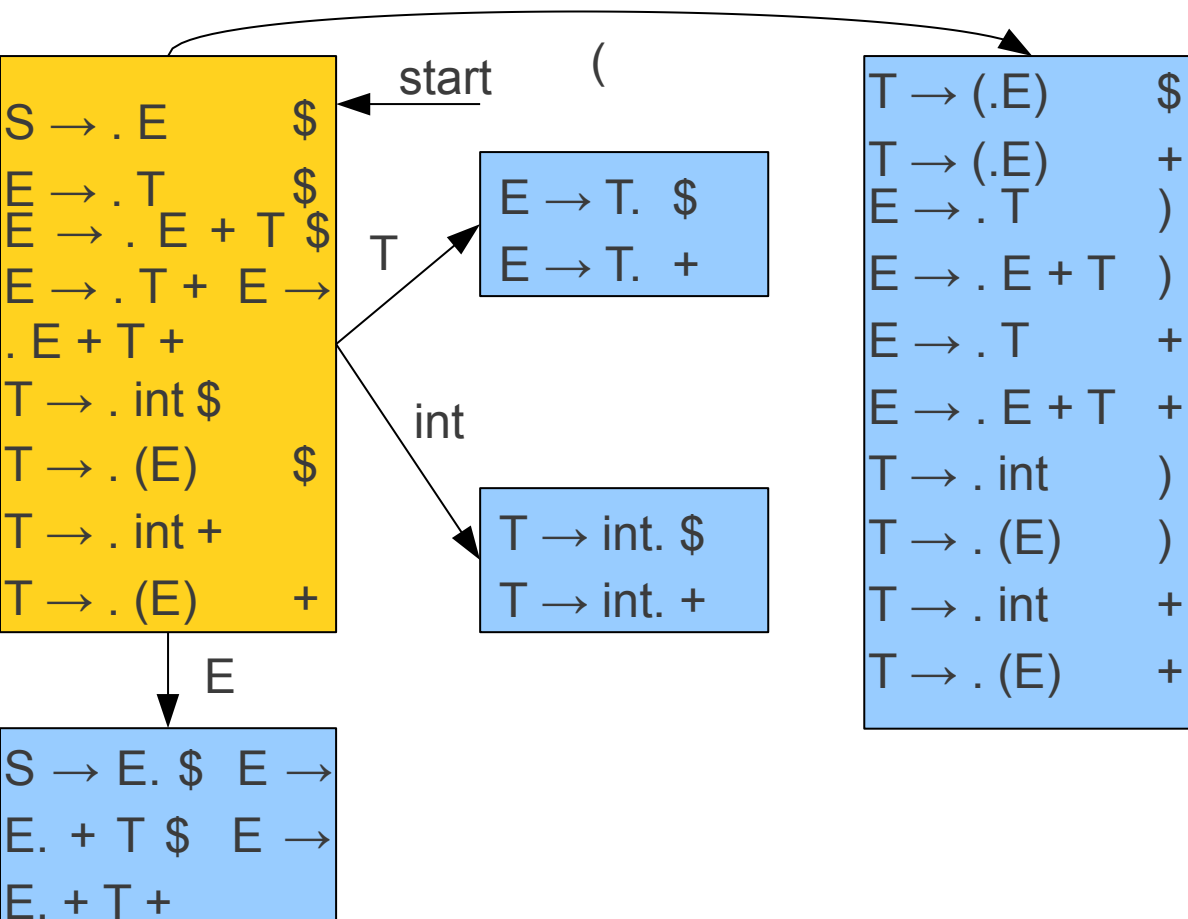 (
start
S → . E $
E → . T $
E → . E + T $
E → . T + E →
. E + T +
T → . int $
T → . (E) $
T → . int +
T → . (E) +
T
E → T. $
E → T. +
int
T → int. $
T → int. +
T → (.E) $
T → (.E) +
E → . T )
E → . E + T )
E → . T +
E → . E + T +
T → . int )
T → . (E) )
T → . int +
T → . (E) +
E
S → E. $ E →
E. + T $ E →
E. + T +